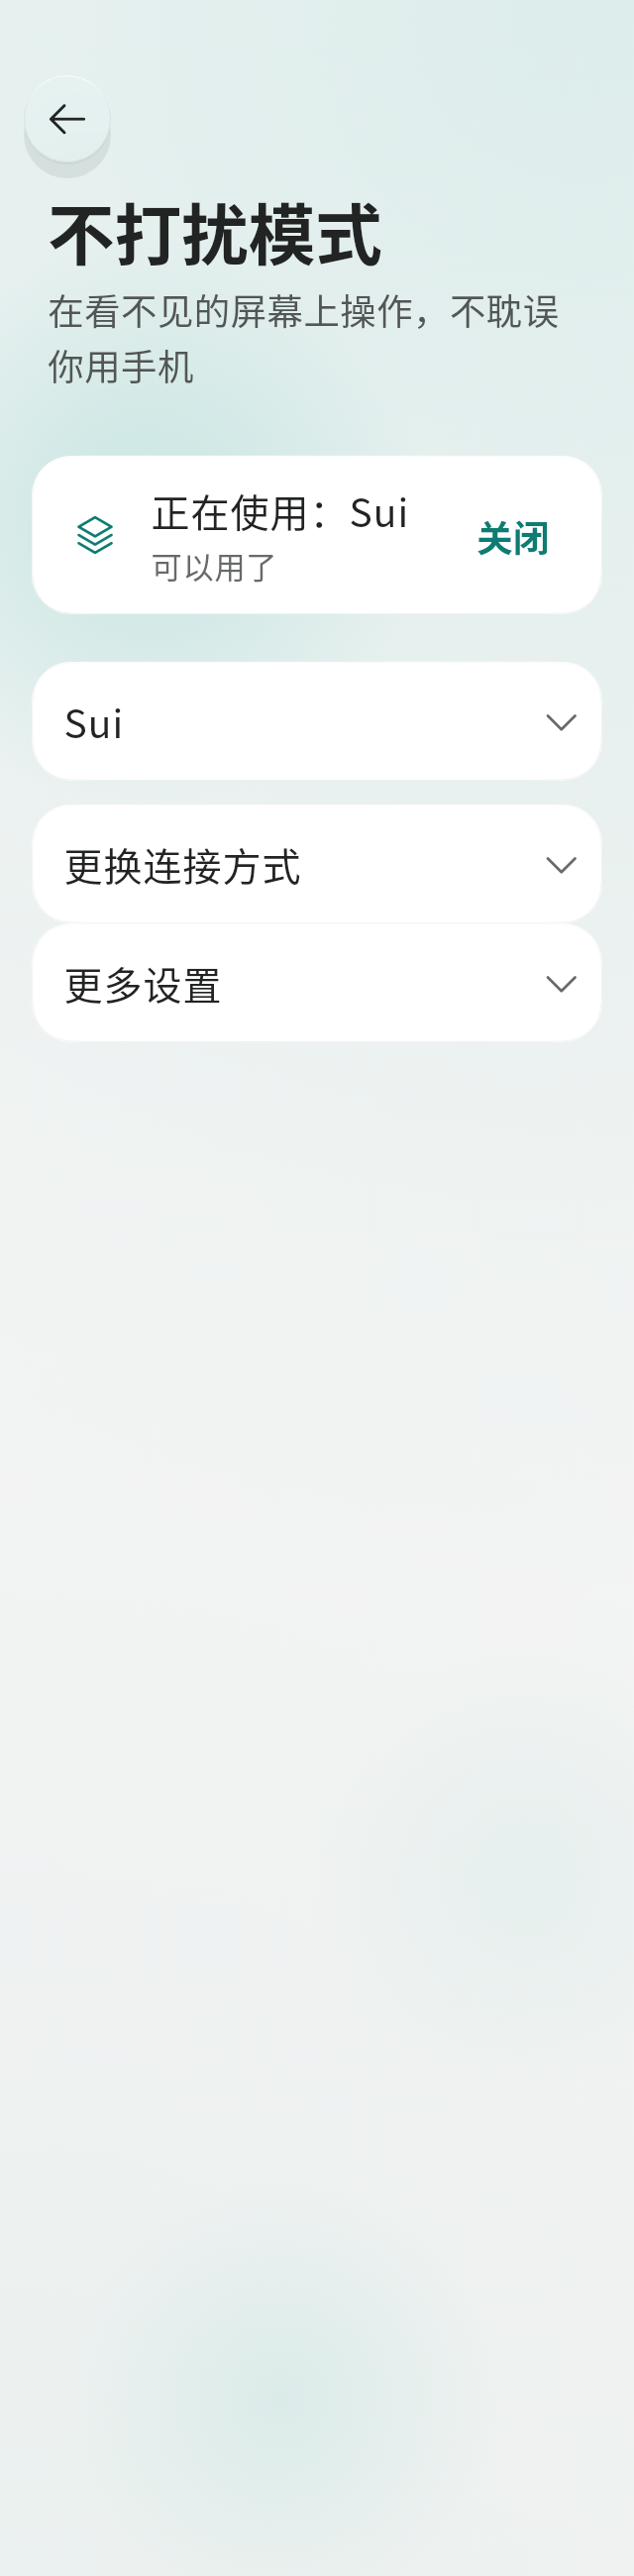 不打扰模式
在看不见的屏幕上操作，不耽误
你用手机
正在使用：Sui
可以用了
关闭
Sui
更换连接方式
更多设置